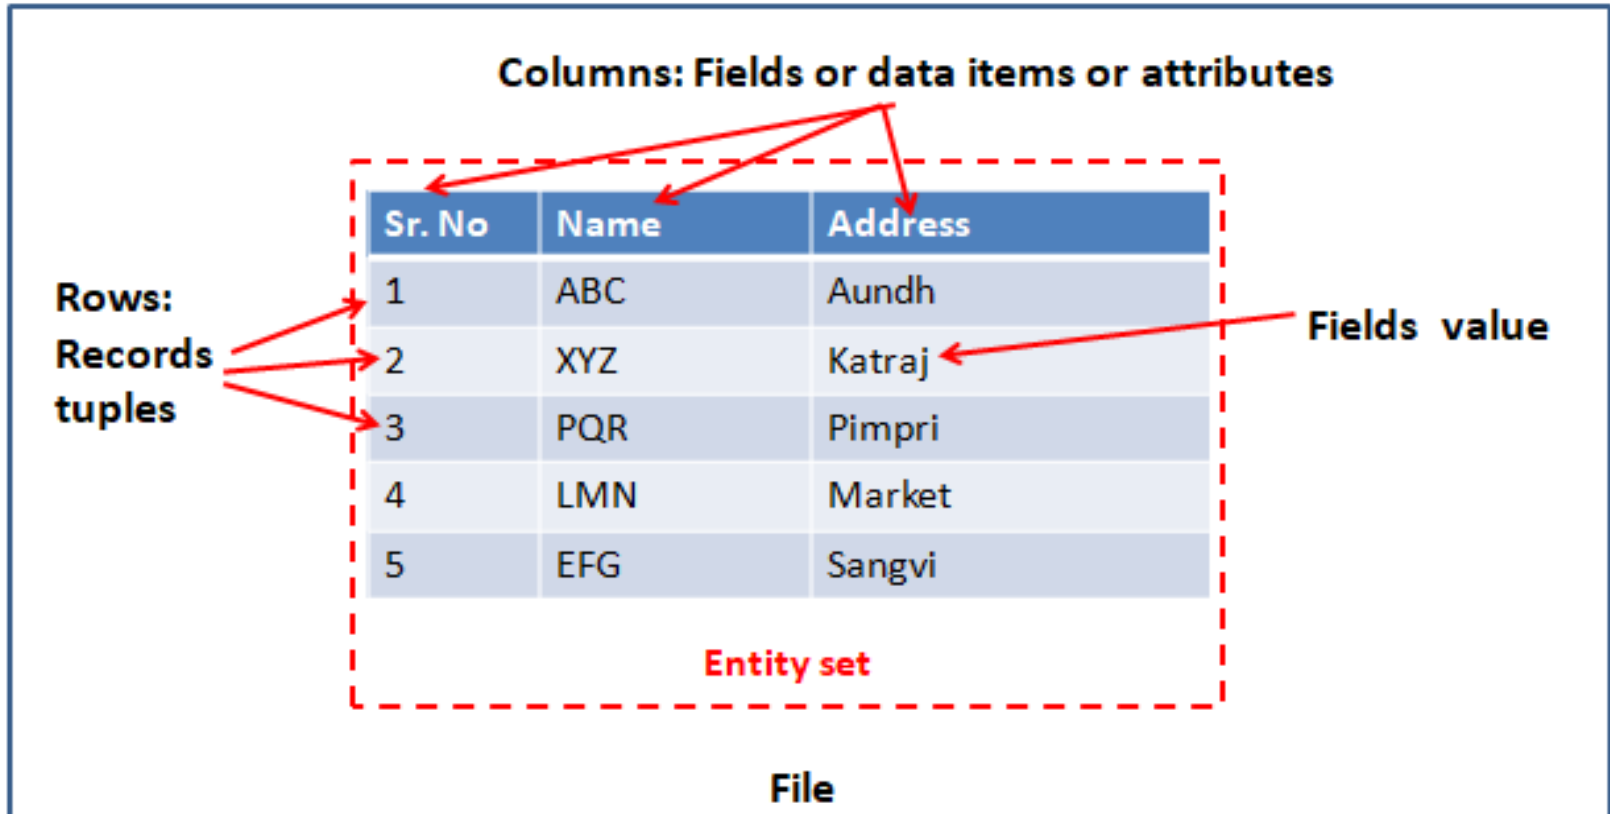 Columns: Fields or data items or attributes
Sr. No Name Address
1 ABC Aundh
2 XYZ Katraj
3 PQR Pimpri
4 LMN Market
5 EFG Sangvi
Rows:
Records
tuples
Fields value
Entity set
File